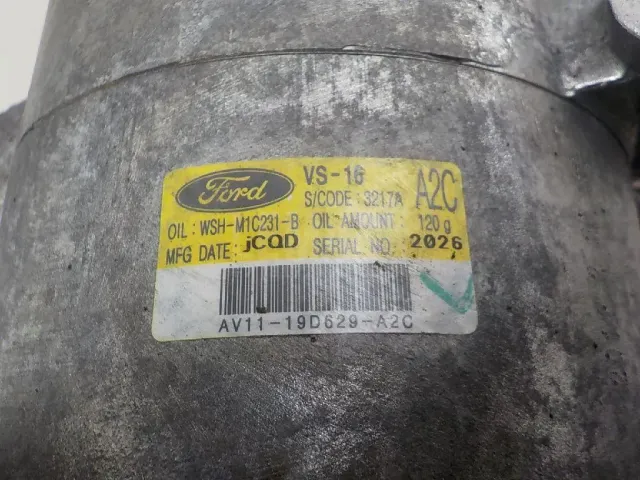 Ford VS-16 A2C
S/CODE: 3217A
OIL: WSH-M1C231-B OIL AMOUNT: 120 g
MFG DATE: jCQD SERIAL NO.: 2026
AV11-19D629-A2C